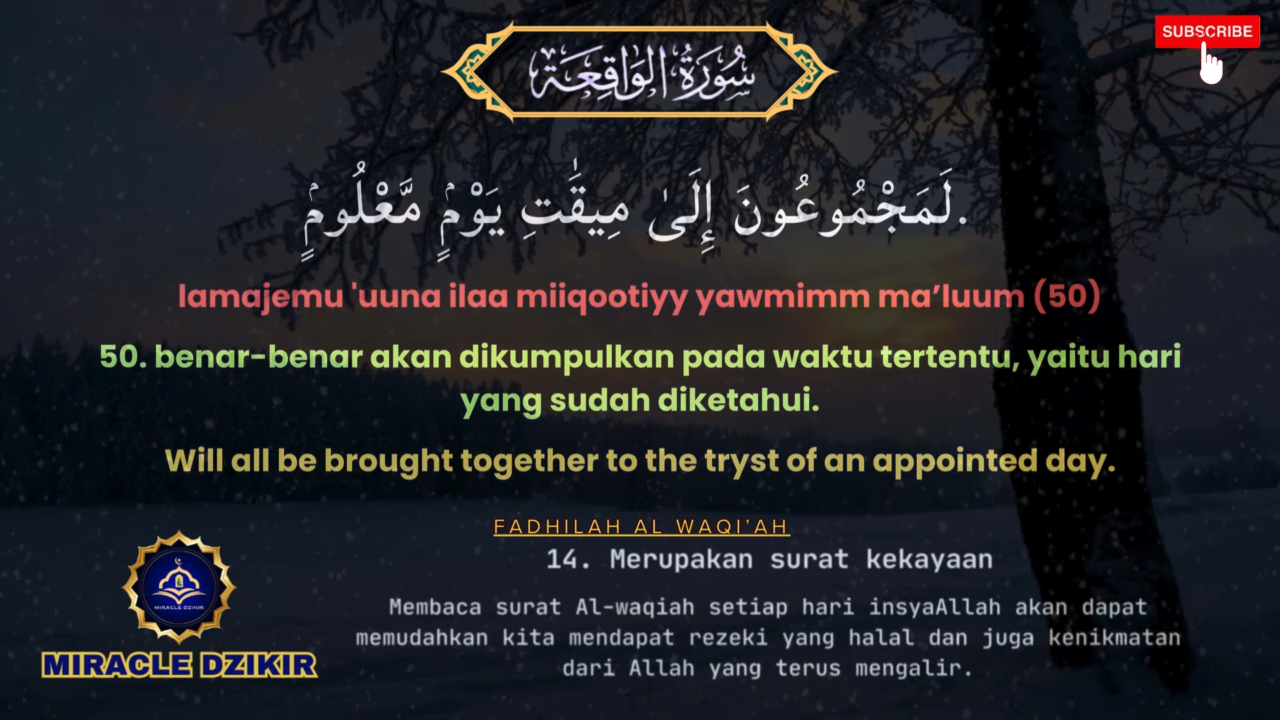 SUBSCRIBE
سُورَةُ الوَاقِعَة
لَمَجْمُوعُونَ إِلَىٰ مِيقَٰتِ يَوْمٍۢ مَّعْلُومٍۢ.
lamajemu 'uuna ilaa miiqootiyy yawmimm ma’luum (50)
50. benar-benar akan dikumpulkan pada waktu tertentu, yaitu hari
yang sudah diketahui.
Will all be brought together to the tryst of an appointed day.
FADHILAH AL WAQI’AH
14. Merupakan surat kekayaan
Membaca surat Al-waqiah setiap hari insyaAllah akan dapat
memudahkan kita mendapat rezeki yang halal dan juga kenikmatan
dari Allah yang terus mengalir.
MIRACLE DZIKIR
MIRACLE DZIKIR